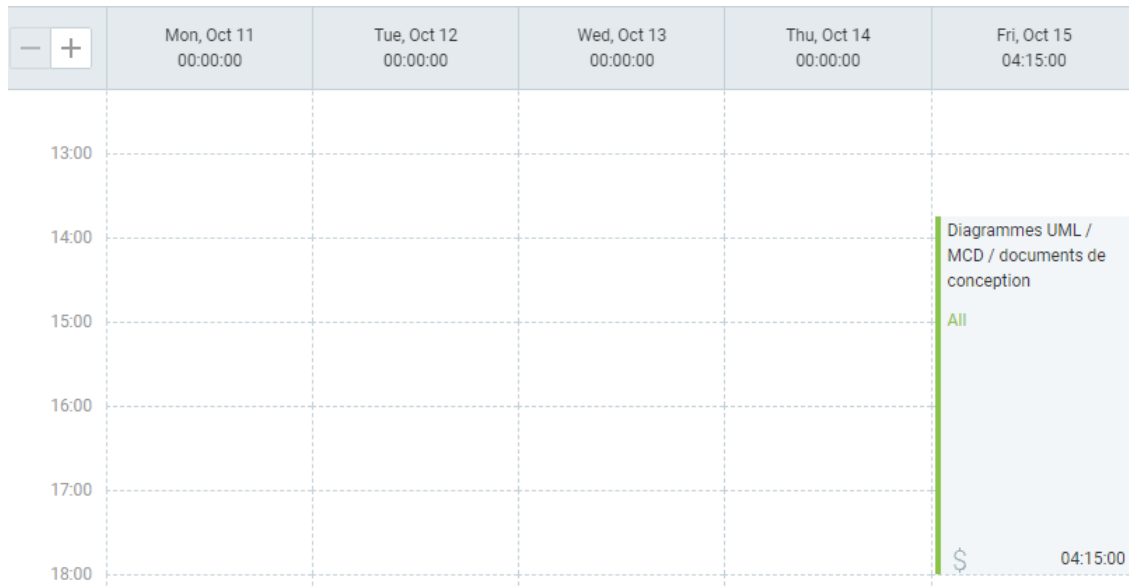 − +
Mon, Oct 11
00:00:00
Tue, Oct 12
00:00:00
Wed, Oct 13
00:00:00
Thu, Oct 14
00:00:00
Fri, Oct 15
04:15:00
13:00
14:00
Diagrammes UML /
MCD / documents de
conception
15:00
All
16:00
17:00
$ 04:15:00
18:00